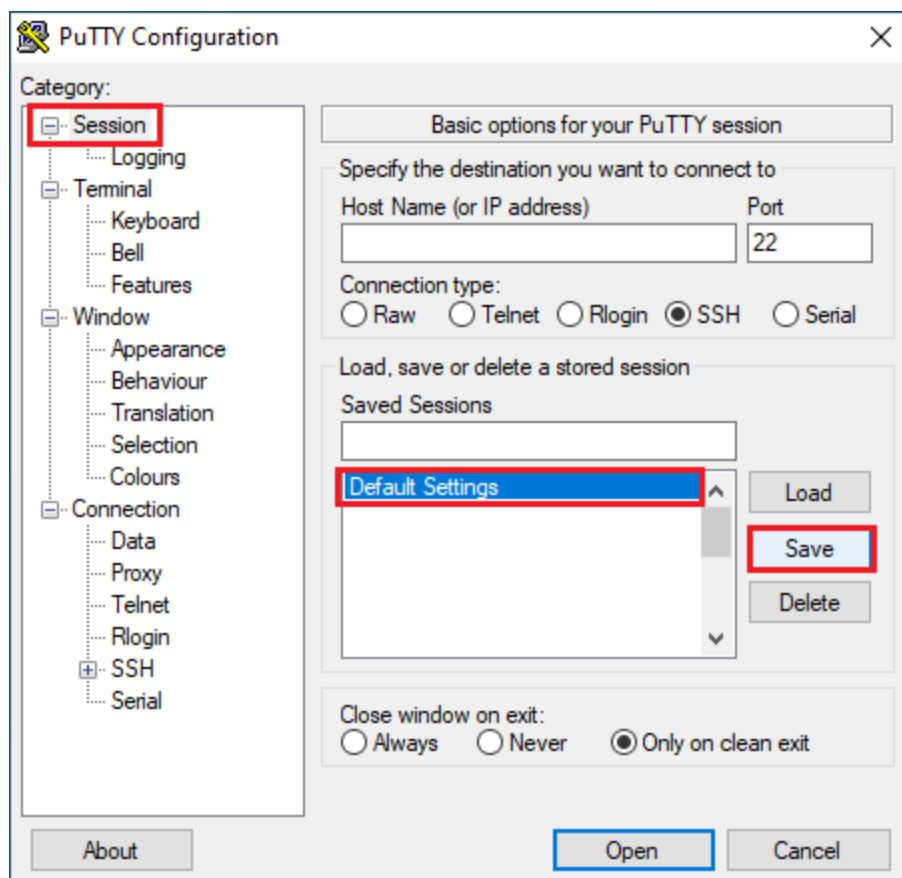 PuTTY Configuration
Category:
Session
Logging
Terminal
Keyboard
Bell
Features
Window
Appearance
Behaviour
Translation
Selection
Colours
Connection
Data
Proxy
Telnet
Rlogin
SSH
Serial
Basic options for your PuTTY session
Specify the destination you want to connect to
Host Name (or IP address) Port
22
Connection type:
Raw Telnet Rlogin SSH Serial
Load, save or delete a stored session
Saved Sessions
Default Settings
Load
Save
Delete
Close window on exit:
Always Never Only on clean exit
About Open Cancel